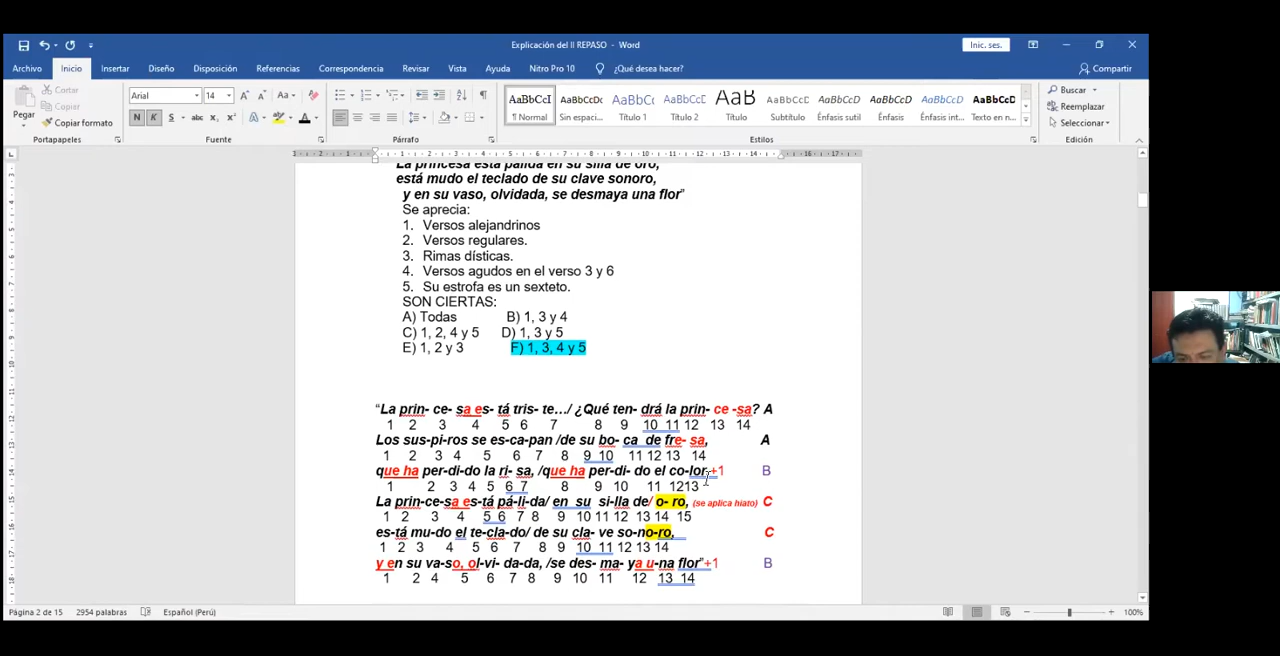 Explicación del II REPASO - Word
Inic. ses.
Archivo Inicio Insertar Diseño Disposición Referencias Correspondencia Revisar Vista Ayuda Nitro Pro 10 ¿Qué desea hacer? Compartir
Pegar
Cortar
Copiar
Copiar formato
Portapapeles
Arial 14
Fuente
Párrafo
AaBbCcI AaBbCcDc AaBbCc AaBbCcD AaB AaBbCcD AaBbCcD AaBbCcD AaBbCcD AaBbCcD
¶ Normal Sin espaci... Título 1 Título 2 Título Subtítulo Énfasis sutil Énfasis Énfasis int... Texto en n...
Estilos
Buscar
Reemplazar
Seleccionar
Edición
La princesa está pálida en su silla de oro,
está mudo el teclado de su clave sonoro,
y en su vaso, olvidada, se desmaya una flor”
Se aprecia:
1. Versos alejandrinos
2. Versos regulares.
3. Rimas dísticas.
4. Versos agudos en el verso 3 y 6
5. Su estrofa es un sexteto.
SON CIERTAS:
A) Todas B) 1, 3 y 4
C) 1, 2, 4 y 5 D) 1, 3 y 5
E) 1, 2 y 3 F) 1, 3, 4 y 5
“La prin- ce- sa es- tá tris- te…/ ¿Qué ten- drá la prin- ce -sa? A
1 2 3 4 5 6 7 8 9 10 11 12 13 14
Los sus-pi-ros se es-ca-pan /de su bo- ca de fre- sa, A
1 2 3 4 5 6 7 8 9 10 11 12 13 14
que ha per-di-do la ri- sa, /que ha per-di- do el co-lor,+1 B
1 2 3 4 5 6 7 8 9 10 11 1213
La prin-ce-sa es-tá pá-li-da/ en su si-lla de/ o- ro, (se aplica hiato) C
1 2 3 4 5 6 7 8 9 10 11 12 13 14 15
es-tá mu-do el te-cla-do/ de su cla- ve so-no-ro, C
1 2 3 4 5 6 7 8 9 10 11 12 13 14
y en su va-so, ol-vi- da-da, /se des- ma- ya u-na flor”+1 B
1 2 4 5 6 7 8 9 10 11 12 13 14
Página 2 de 15 2954 palabras Español (Perú) 100%